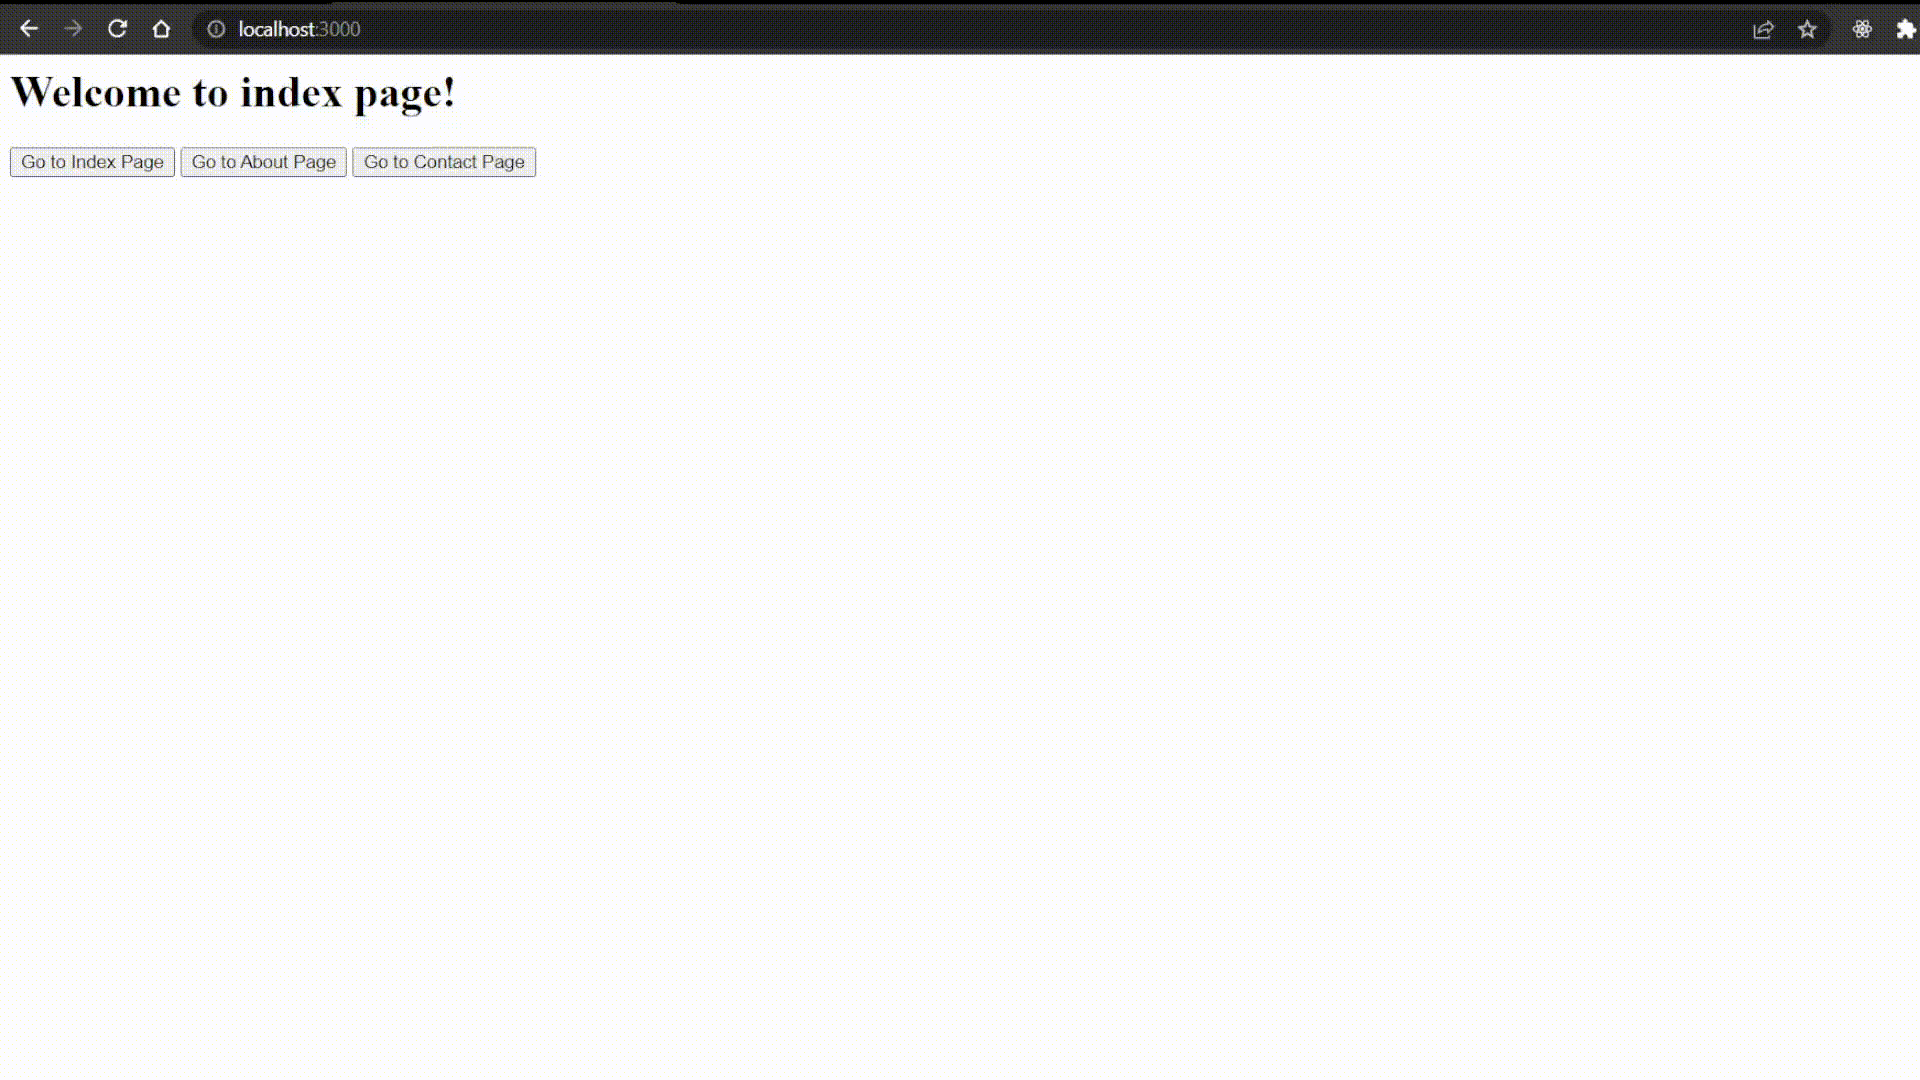 localhost:3000
Welcome to index page!
Go to Index Page Go to About Page Go to Contact Page